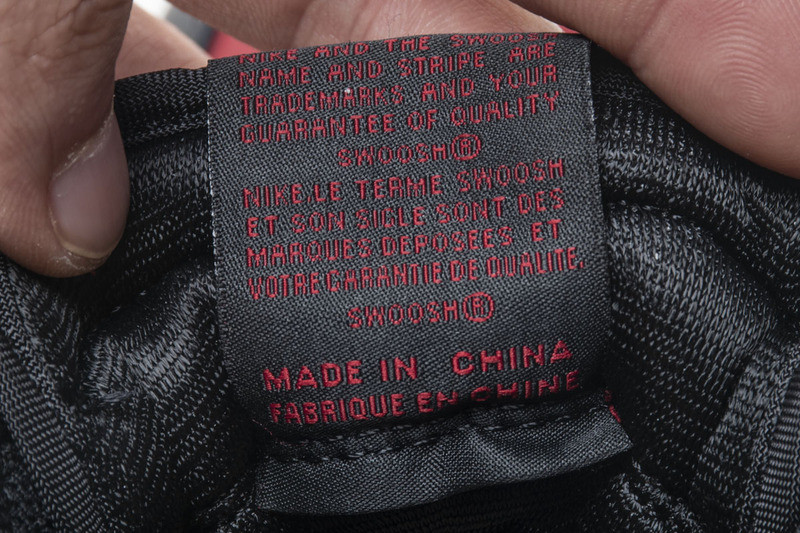 NIKE AND THE SWOOSH
NAME AND STRIPE ARE
TRADEMARKS AND YOUR
GUARANTEE OF QUALITY
SWOOSH®
NIKE.LE TERME SWOOSH
ET SON SIGLE SONT DES
MARQUES DEPOSEES ET
VOTRE GARANTIE DE QUALITE.
SWOOSH®
MADE IN CHINA
FABRIQUE EN CHINE